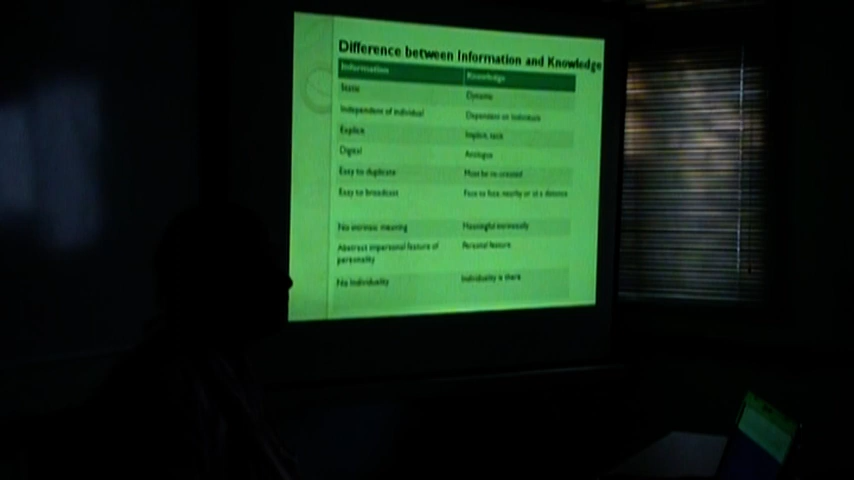 Difference between Information and Knowledge
Information Knowledge
Static Dynamic
Independent of individual Dependent on individuals
Explicit Implicit, tacit
Digital Analogue
Easy to duplicate Must be re-created
Easy to broadcast Face to face, nearby or at a distance
No intrinsic meaning Meaningful intrinsically
Abstract impersonal feature of Personal feature
personality
No individuality Individuality is there